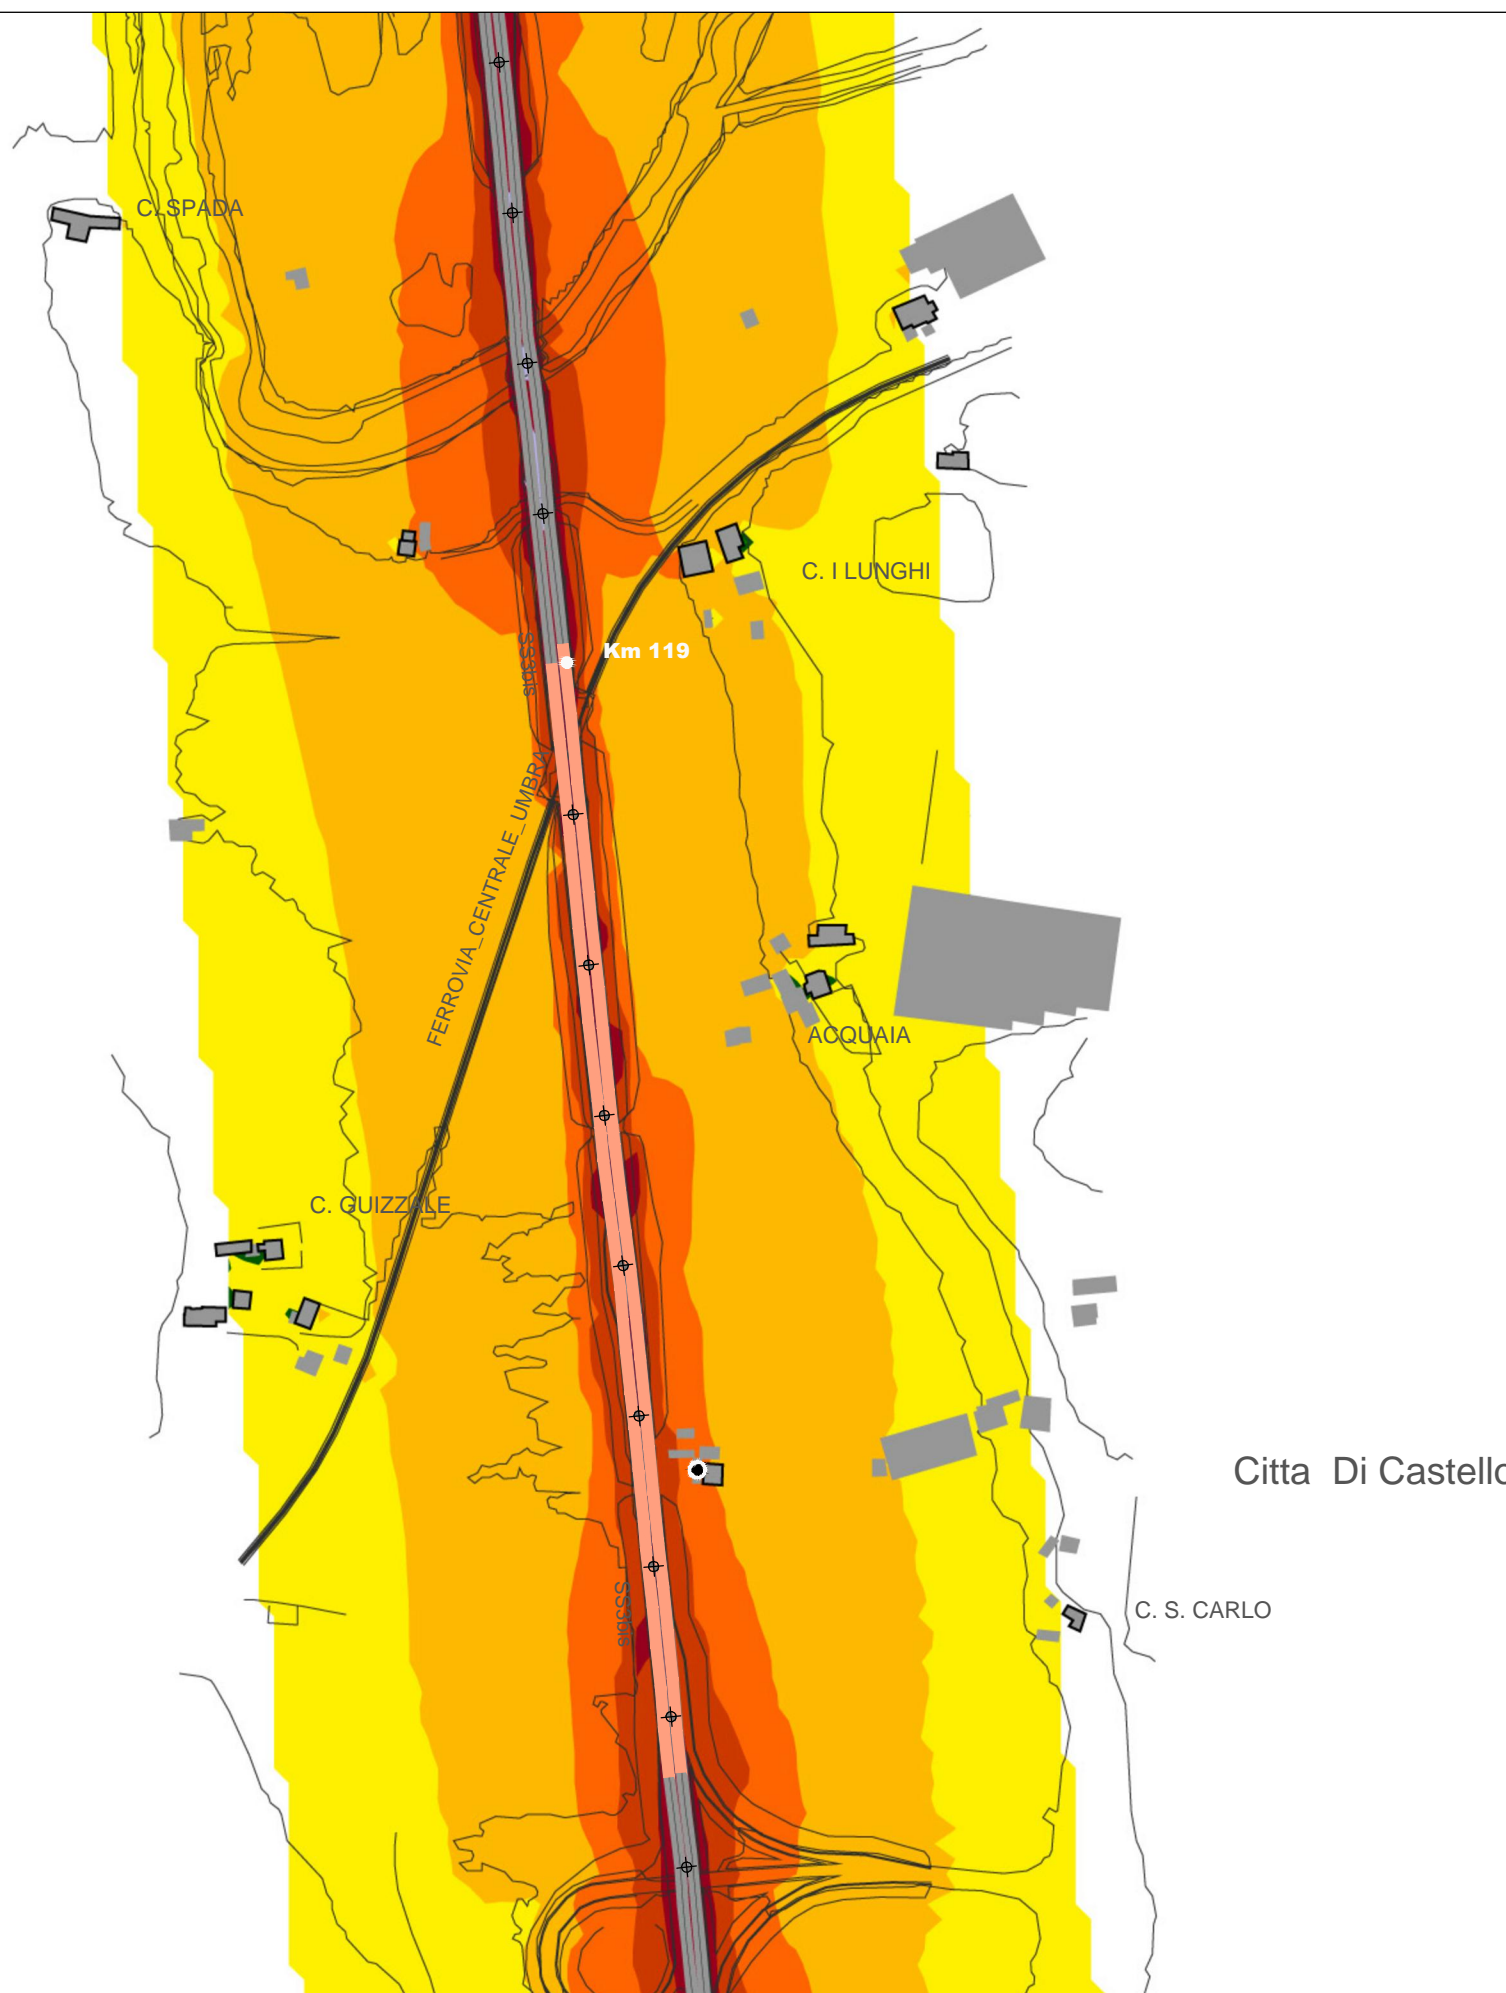 C. SPADA
C. I LUNGHI
SS3bis
Km 119
FERROVIA_CENTRALE_UMBRA
ACQUAIA
C. GUIZZALE
Citta Di Castello
SS3bis
C. S. CARLO